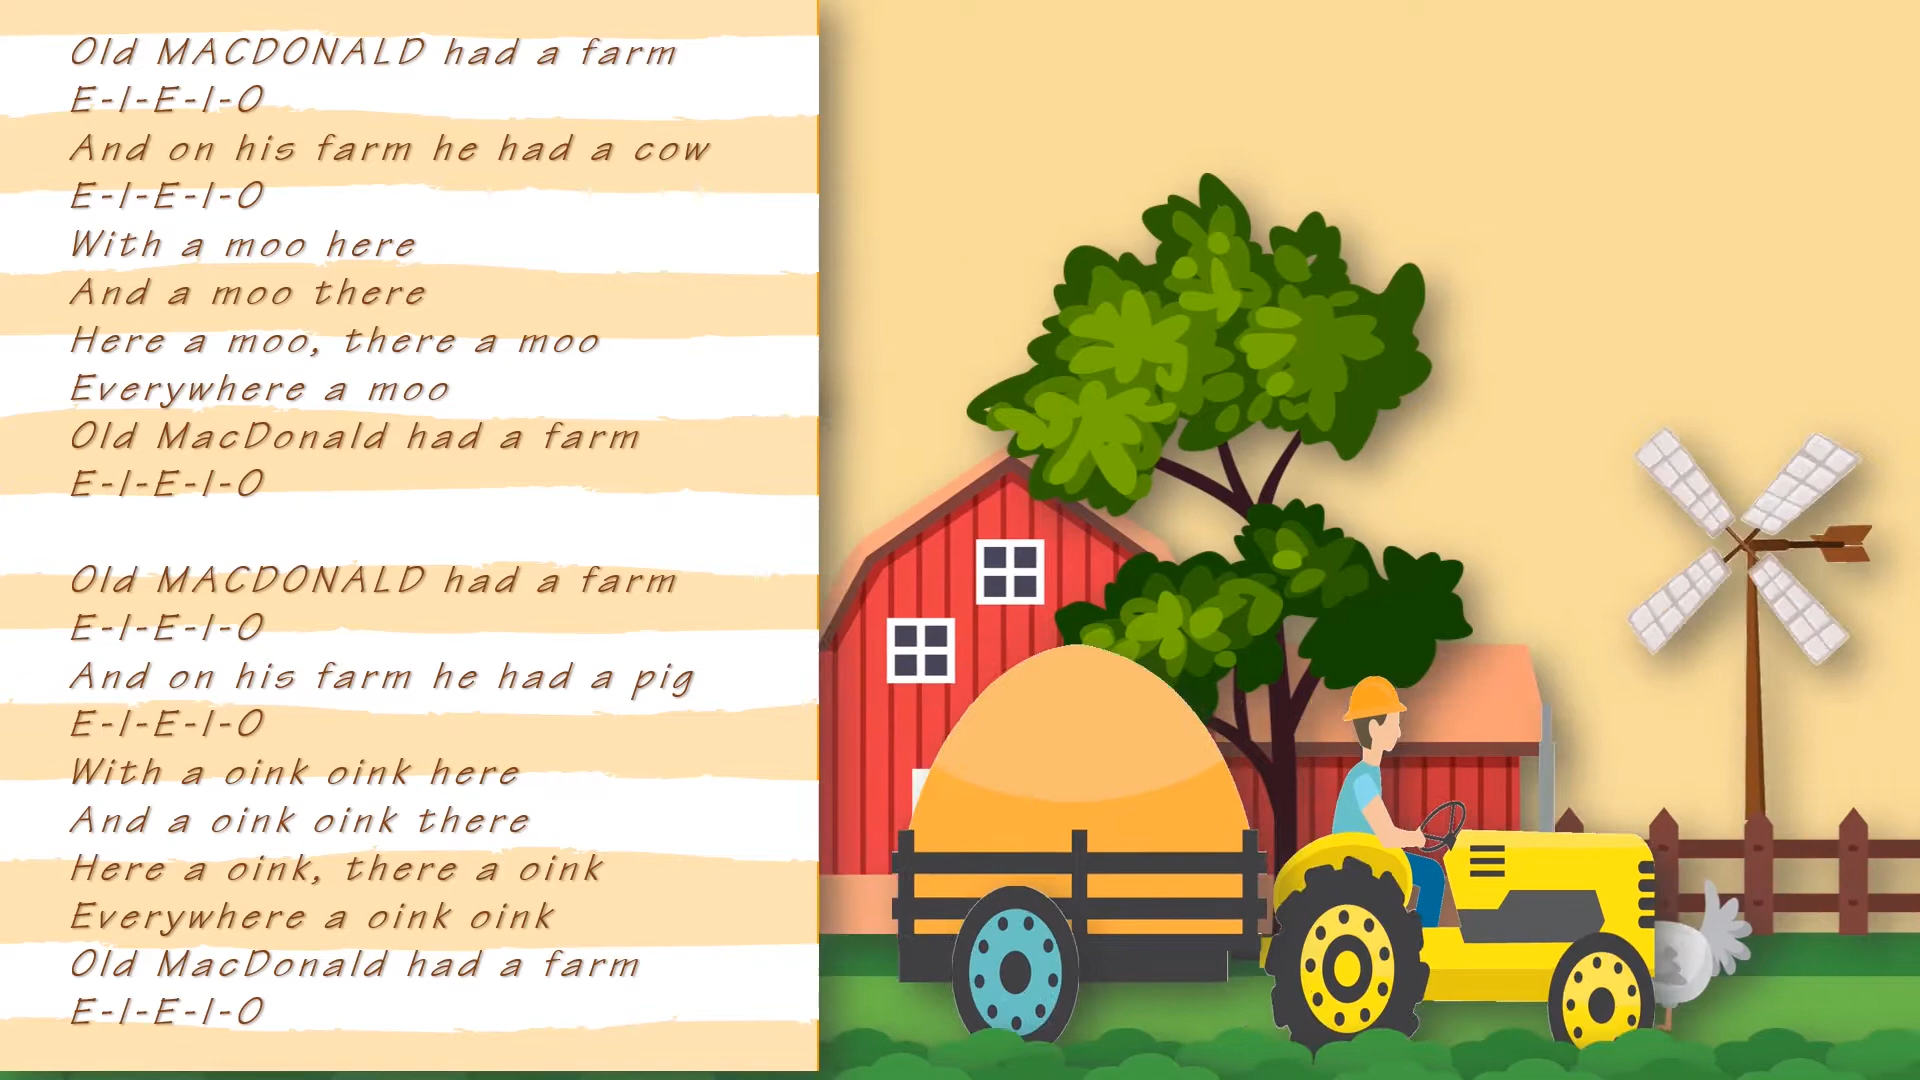 Old MACDONALD had a farm
E-I-E-I-O
And on his farm he had a cow
E-I-E-I-O
With a moo here
And a moo there
Here a moo, there a moo
Everywhere a moo
Old MacDonald had a farm
E-I-E-I-O
Old MACDONALD had a farm
E-I-E-I-O
And on his farm he had a pig
E-I-E-I-O
With a oink oink here
And a oink oink there
Here a oink, there a oink
Everywhere a oink oink
Old MacDonald had a farm
E-I-E-I-O